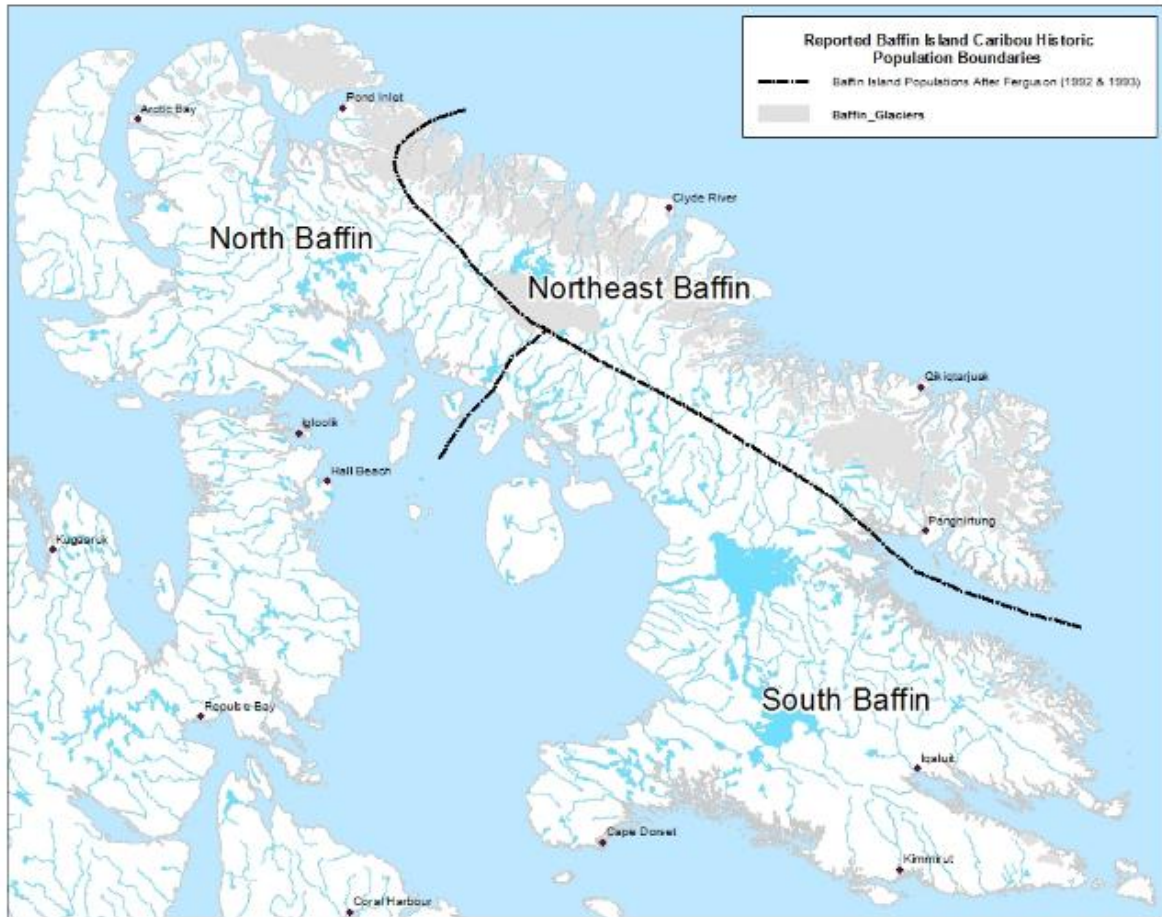 Reported Baffin Island Caribou Historic
Population Boundaries
Baffin Island Populations After Ferguson (1992 & 1993)
Baffin_Glaciers
Pond Inlet
Arctic Bay
Clyde River
North Baffin
Northeast Baffin
Qikiqtarjuak
Igloolik
Hall Beach
Pangnirtung
Kugaaruk
South Baffin
Repulse Bay
Iqaluit
Cape Dorset
Kimmirut
Coral Harbour